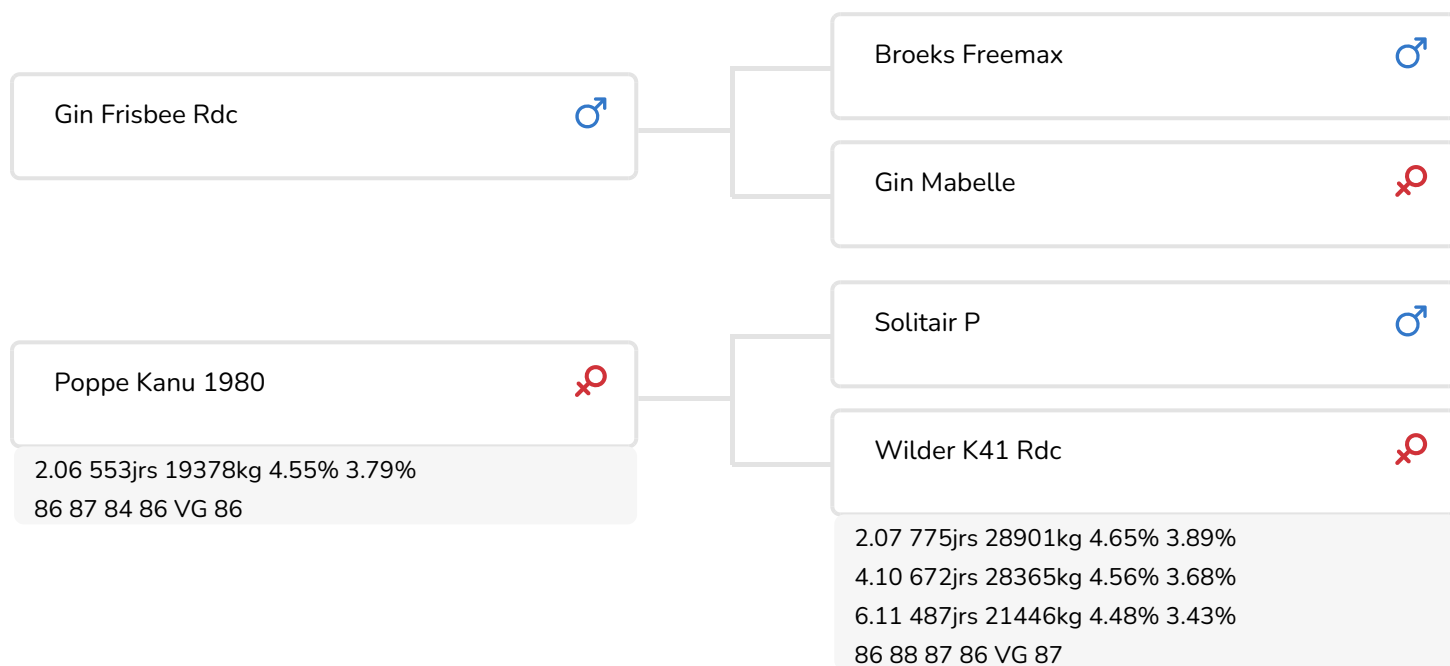 Broeks Freemax
Gin Frisbee Rdc
Gin Mabelle
Solitair P
Poppe Kanu 1980
2.06 553jrs 19378kg 4.55% 3.79%
86 87 84 86 VG 86
Wilder K41 Rdc
2.07 775jrs 28901kg 4.65% 3.89%
4.10 672jrs 28365kg 4.56% 3.68%
6.11 487jrs 21446kg 4.48% 3.43%
86 88 87 86 VG 87